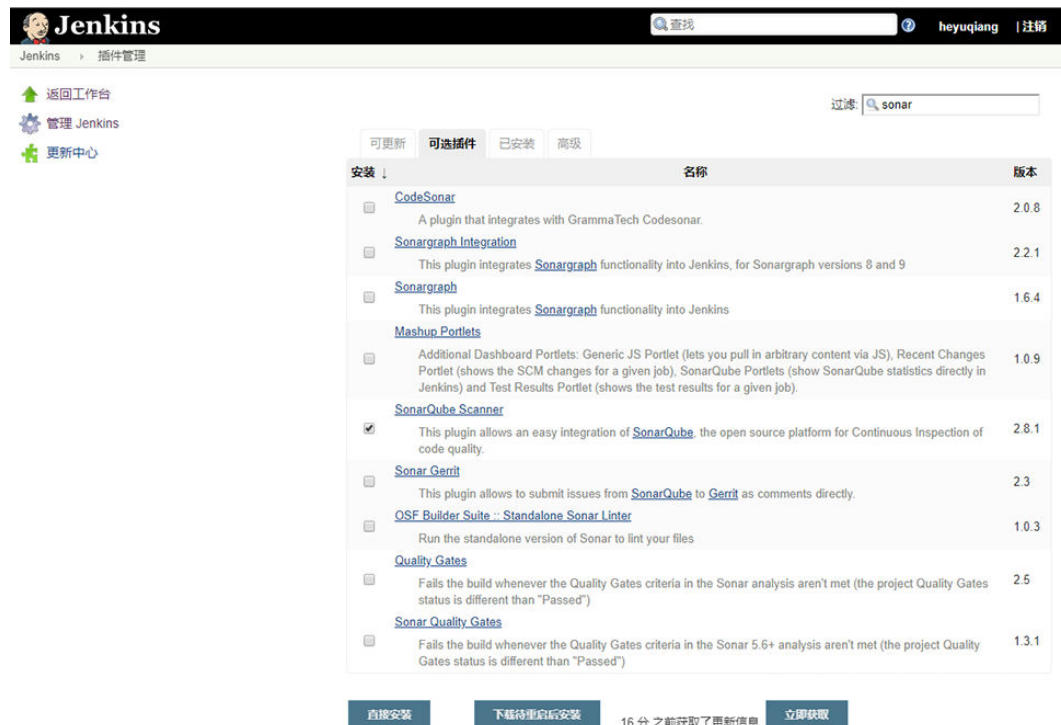 Jenkins
查找
heyuqiang
| 注销
Jenkins
插件管理
返回工作台
管理 Jenkins
更新中心
过滤:
sonar
可更新
可选插件
已安装
高级
安装 ↓
名称
版本
CodeSonar
A plugin that integrates with GrammaTech Codesonar.
2.0.8
Sonargraph Integration
This plugin integrates Sonargraph functionality into Jenkins, for Sonargraph versions 8 and 9
2.2.1
Sonargraph
This plugin integrates Sonargraph functionality into Jenkins
1.6.4
Mashup Portlets
Additional Dashboard Portlets: Generic JS Portlet (lets you pull in arbitrary content via JS), Recent Changes
Portlet (shows the SCM changes for a given job), SonarQube Portlets (show SonarQube statistics directly in
Jenkins) and Test Results Portlet (shows the test results for a given job).
1.0.9
SonarQube Scanner
This plugin allows an easy integration of SonarQube, the open source platform for Continuous Inspection of
code quality.
2.8.1
Sonar Gerrit
This plugin allows to submit issues from SonarQube to Gerrit as comments directly.
2.3
OSF Builder Suite :: Standalone Sonar Linter
Run the standalone version of Sonar to lint your files
1.0.3
Quality Gates
Fails the build whenever the Quality Gates criteria in the Sonar analysis aren't met (the project Quality Gates
status is different than "Passed")
2.5
Sonar Quality Gates
Fails the build whenever the Quality Gates criteria in the Sonar 5.6+ analysis aren't met (the project Quality
Gates status is different than "Passed")
1.3.1
直接安装
下载待重启后安装
16 分 之前获取了更新信息
立即获取